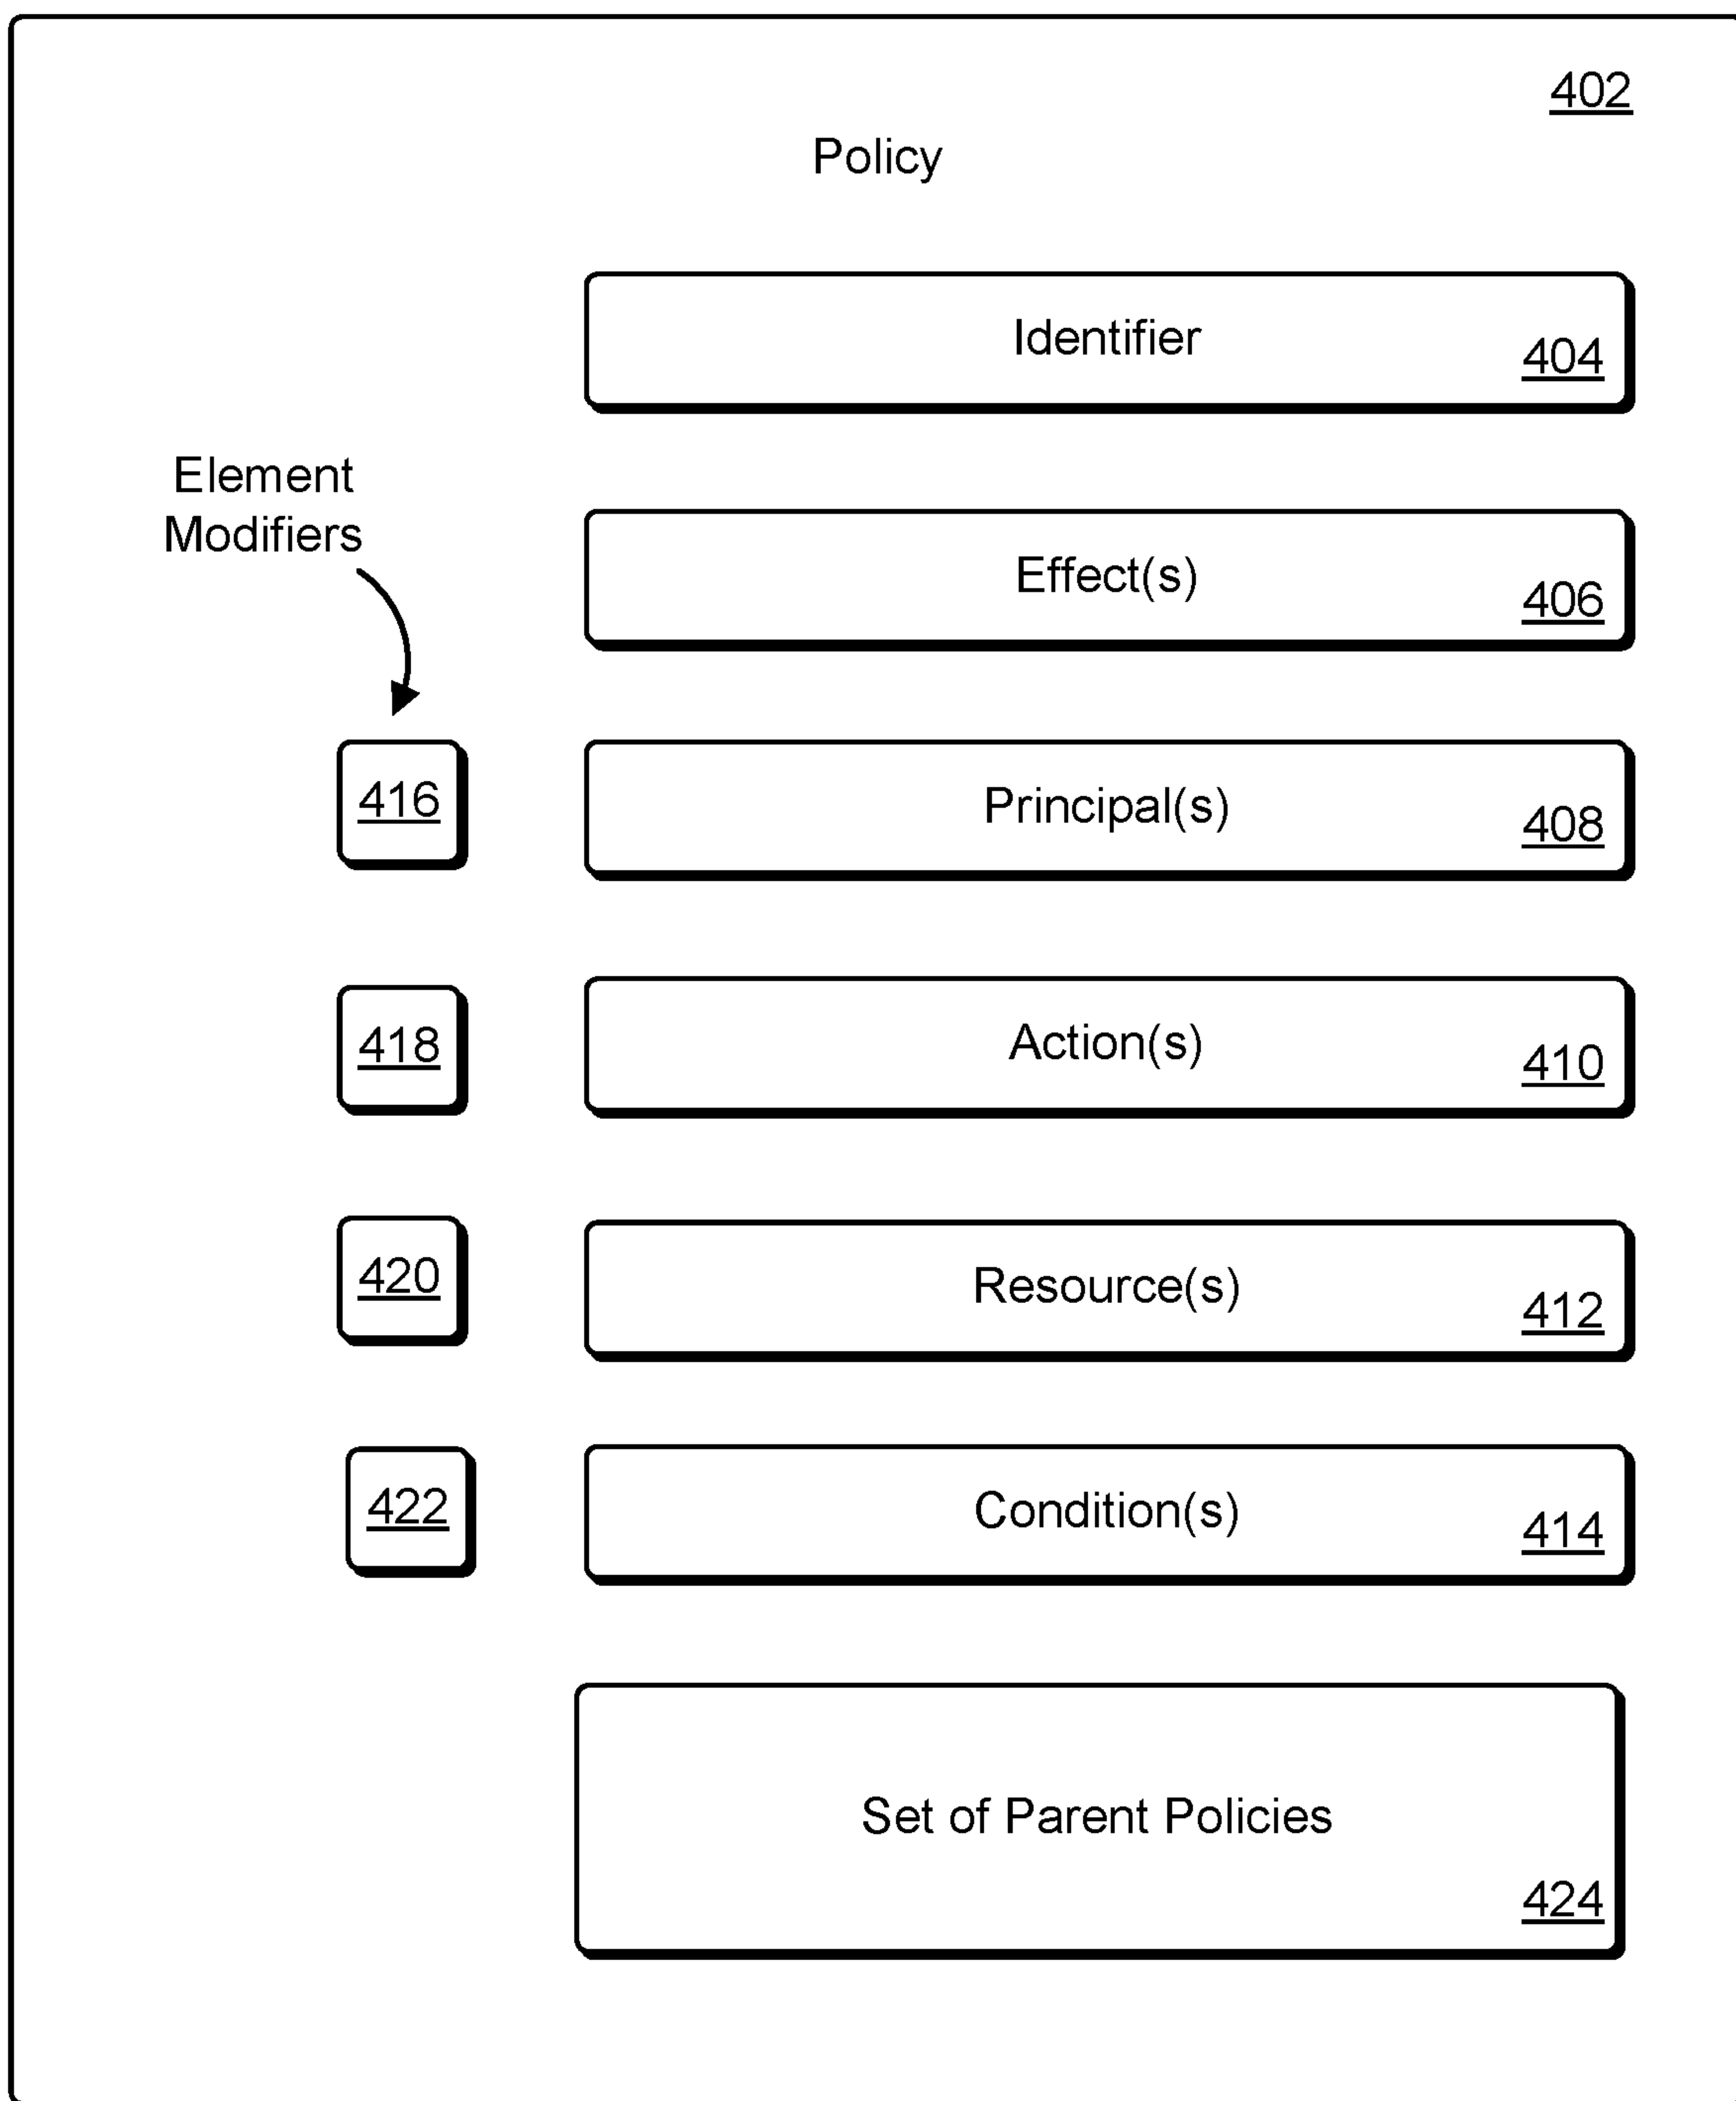 402
Policy
Identifier
404
Element
Modifiers
Effect(s)
406
416
Principal(s)
408
418
Action(s)
410
420
Resource(s)
412
422
Condition(s)
414
Set of Parent Policies
424